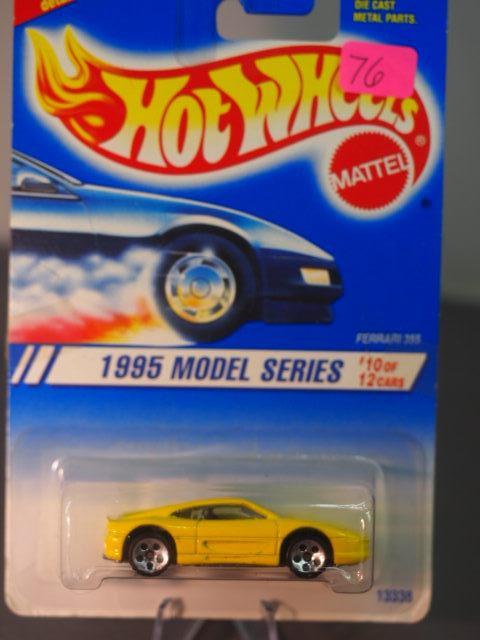 DIE CAST
METAL PARTS.
76
HOT WHEELS
®
MATTEL
FERRARI 355
1995 MODEL SERIES
#10 OF
12 CARS
13338